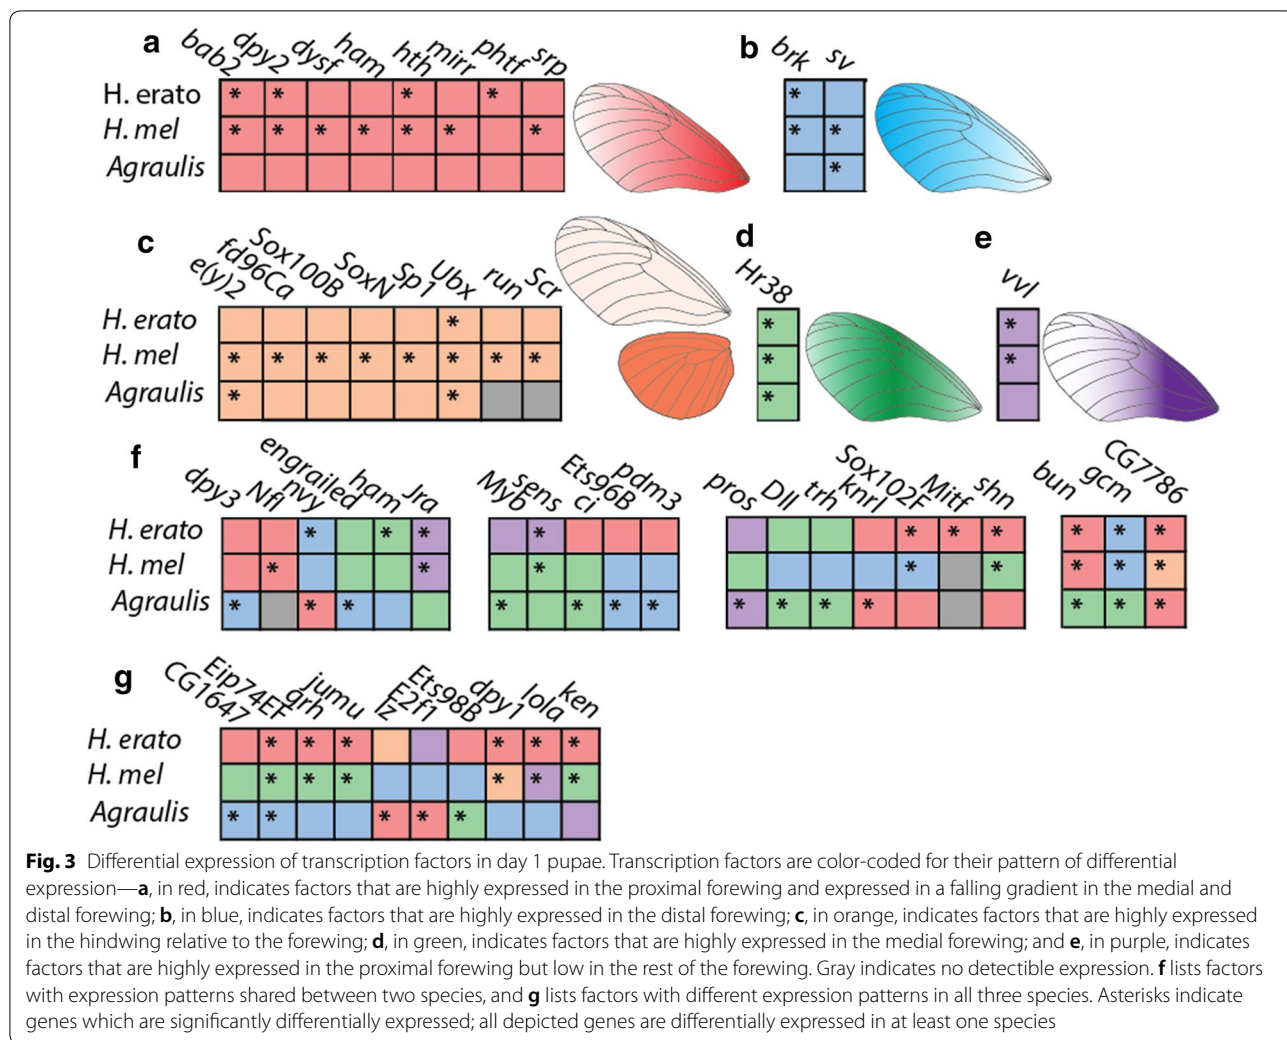 a
bab2 dpy2 dysf ham hth mirr phtf srp
H. erato * * * *
H. mel * * * * * * *
Agraulis
b
brk sv
* 
* *
*
c
e(y)2 fd96Ca Sox100B SoxN Sp1 Ubx run Scr
H. erato *
H. mel * * * * * * * *
Agraulis * *
d
Hr38
*
*
*
e
vvl
*
*
f
dpy3 Nfl nvy engrailed ham Jra Myb sens ci Ets96B pdm3 pros Dll trh knrl Sox102F Mitf shn bun gcm CG7786
H. erato * * * * * * * * * *
H. mel * * * * * * * *
Agraulis * * * * * * * * * * * * * *
g
CG1647 Eip74EF grh jumu lz E2f1 Ets98B dpy1 lola ken
H. erato * * * * * *
H. mel * * * * * *
Agraulis * * * * *
Fig. 3 Differential expression of transcription factors in day 1 pupae. Transcription factors are color-coded for their pattern of differential
expression—a, in red, indicates factors that are highly expressed in the proximal forewing and expressed in a falling gradient in the medial and
distal forewing; b, in blue, indicates factors that are highly expressed in the distal forewing; c, in orange, indicates factors that are highly expressed
in the hindwing relative to the forewing; d, in green, indicates factors that are highly expressed in the medial forewing; and e, in purple, indicates
factors that are highly expressed in the proximal forewing but low in the rest of the forewing. Gray indicates no detectible expression. f lists factors
with expression patterns shared between two species, and g lists factors with different expression patterns in all three species. Asterisks indicate
genes which are significantly differentially expressed; all depicted genes are differentially expressed in at least one species